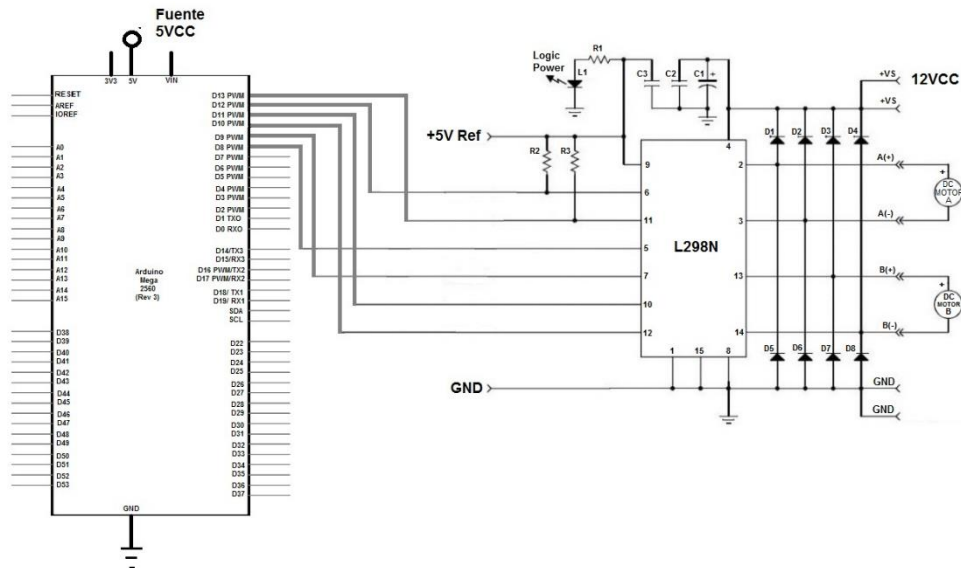 Fuente
5VCC
3V3 5V VIN
RESET
AREF
IOREF
A0
A1
A2
A3
A4
A5
A6
A7
A8
A9
A10
A11
A12
A13
A14
A15
D38
D39
D40
D41
D42
D43
D44
D45
D46
D47
D48
D49
D50
D51
D52
D53
Arduino
Mega
2560
(Rev 3)
D13 PWM
D12 PWM
D11 PWM
D10 PWM
D9 PWM
D8 PWM
D7 PWM
D6 PWM
D5 PWM
D4 PWM
D3 PWM
D2 PWM
D1 TX0
D0 RX0
D14/TX3
D15/RX3
D16 PWM/TX2
D17 PWM/RX2
D18/ TX1
D19/ RX1
SDA
SCL
D22
D23
D24
D25
D26
D27
D28
D29
D30
D31
D32
D33
D34
D35
D36
D37
GND
Logic
Power
L1
R1
C3 C2 C1 +
+5V Ref
R2 R3
+VS
12VCC
+VS
D1 D2 D3 D4
9
6
11
5
7
10
12
4
L298N
2
3
13
14
1 15 8
A(+)
+
DC
MOTOR
A
A(-)
B(+)
+
DC
MOTOR
B
B(-)
D5 D6 D7 D8
GND
GND
GND